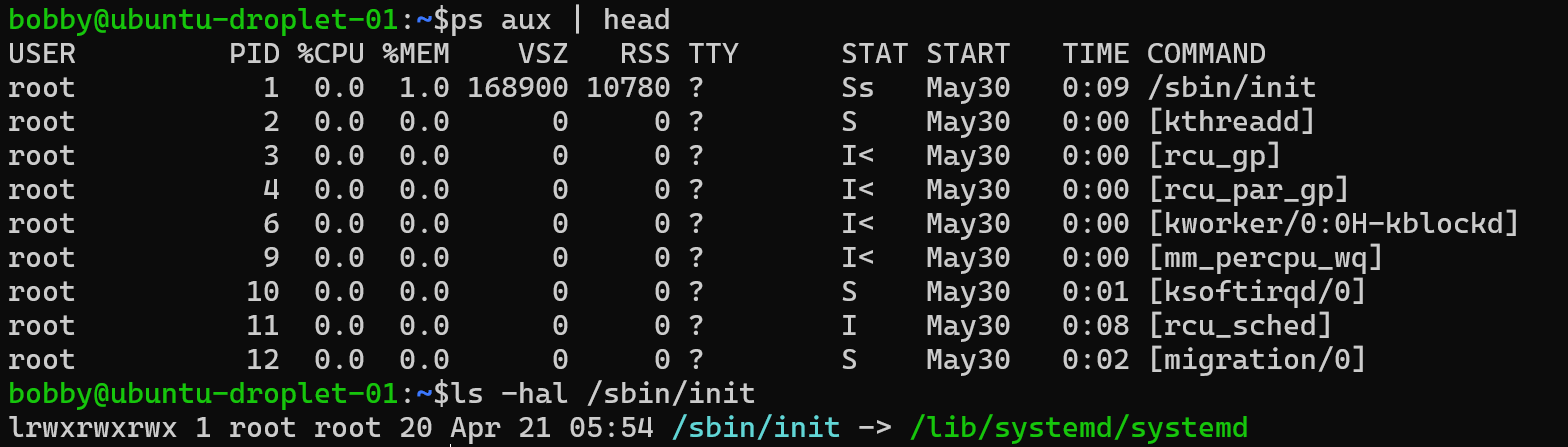 bobby@ubuntu-droplet-01:~$ps aux | head
USER         PID %CPU %MEM    VSZ   RSS TTY      STAT START   TIME COMMAND
root           1  0.0  1.0 168900 10780 ?        Ss   May30   0:09 /sbin/init
root           2  0.0  0.0      0     0 ?        S    May30   0:00 [kthreadd]
root           3  0.0  0.0      0     0 ?        I<   May30   0:00 [rcu_gp]
root           4  0.0  0.0      0     0 ?        I<   May30   0:00 [rcu_par_gp]
root           6  0.0  0.0      0     0 ?        I<   May30   0:00 [kworker/0:0H-kblockd]
root           9  0.0  0.0      0     0 ?        I<   May30   0:00 [mm_percpu_wq]
root          10  0.0  0.0      0     0 ?        S    May30   0:01 [ksoftirqd/0]
root          11  0.0  0.0      0     0 ?        I    May30   0:08 [rcu_sched]
root          12  0.0  0.0      0     0 ?        S    May30   0:02 [migration/0]
bobby@ubuntu-droplet-01:~$ls -hal /sbin/init
lrwxrwxrwx 1 root root 20 Apr 21 05:54 /sbin/init -> /lib/systemd/systemd